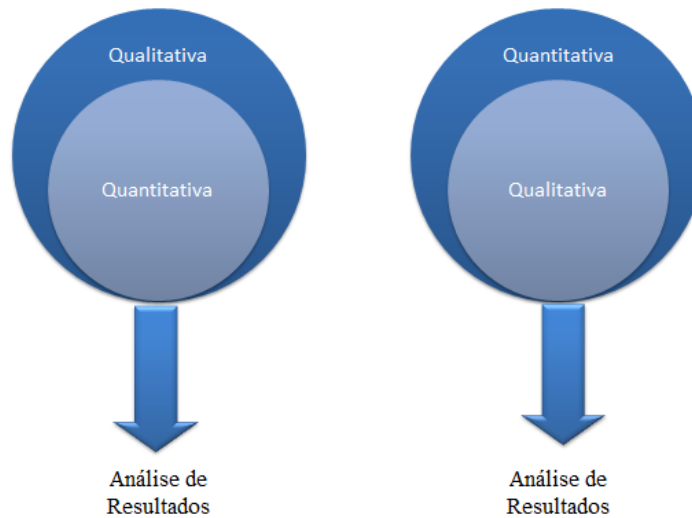 Qualitativa
Quantitativa
Análise de
Resultados
Quantitativa
Qualitativa
Análise de
Resultados